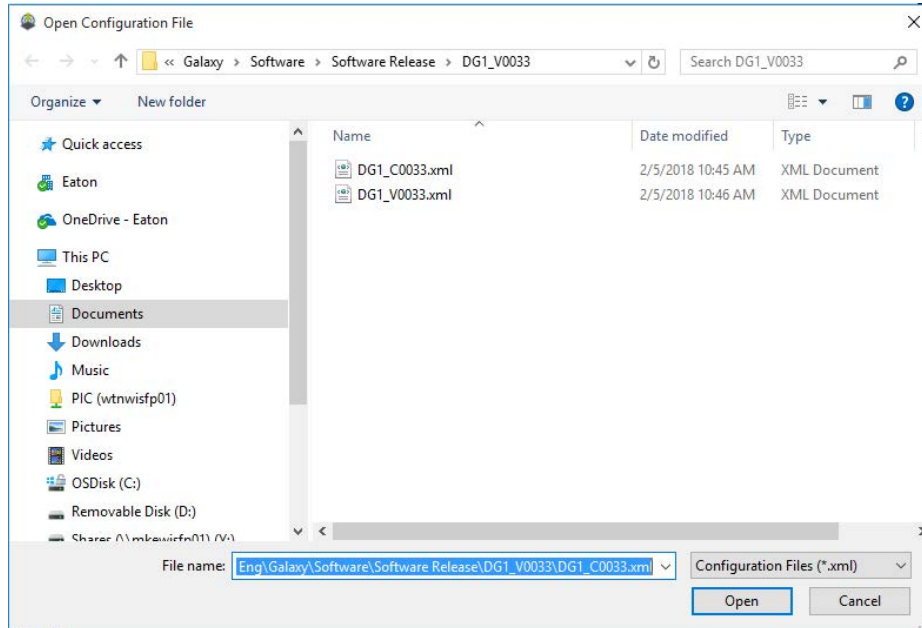 Open Configuration File
« Galaxy > Software > Software Release > DG1_V0033
Search DG1_V0033
Organize
New folder
Name
Date modified
Type
DG1_C0033.xml
2/5/2018 10:45 AM
XML Document
DG1_V0033.xml
2/5/2018 10:46 AM
XML Document
Quick access
Eaton
OneDrive - Eaton
This PC
Desktop
Documents
Downloads
Music
PIC (wtnwisfp01)
Pictures
Videos
OSDisk (C:)
Removable Disk (D:)
Shares (\\mkewisfp01) (Y:)
File name:
Eng\Galaxy\Software\Software Release\DG1_V0033\DG1_C0033.xml
Configuration Files (*.xml)
Open
Cancel